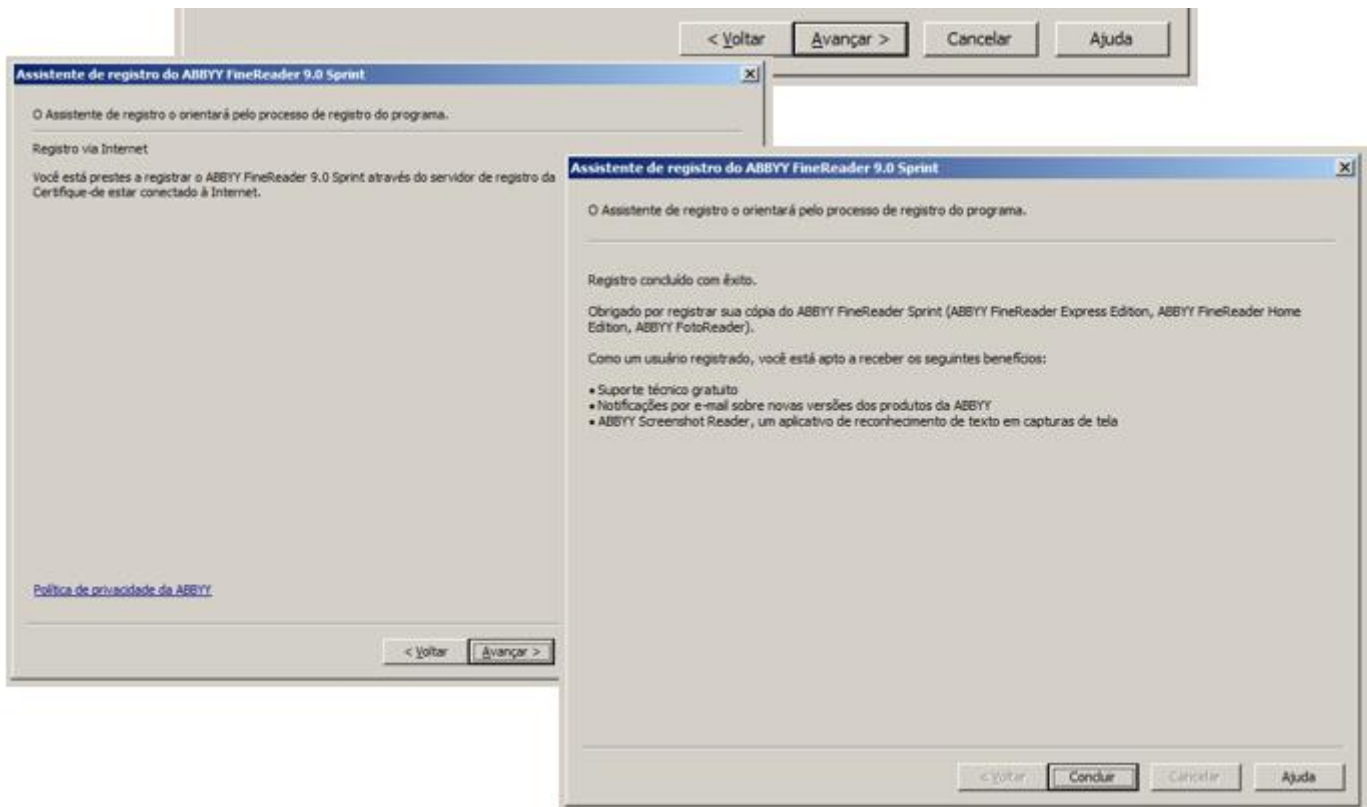 < Voltar Avançar > Cancelar Ajuda
Assistente de registro do ABBYY FineReader 9.0 Sprint
O Assistente de registro o orientará pelo processo de registro do programa.
Registro via Internet
Você está prestes a registrar o ABBYY FineReader 9.0 Sprint através do servidor de registro da
Certifique-de estar conectado à Internet.
Política de privacidade da ABBYY
< Voltar Avançar >
Assistente de registro do ABBYY FineReader 9.0 Sprint
O Assistente de registro o orientará pelo processo de registro do programa.
Registro concluído com êxito.
Obrigado por registrar sua cópia do ABBYY FineReader Sprint (ABBYY FineReader Express Edition, ABBYY FineReader Home
Edition, ABBYY FotoReader).
Como um usuário registrado, você está apto a receber os seguintes benefícios:
• Suporte técnico gratuito
• Notificações por e-mail sobre novas versões dos produtos da ABBYY
• ABBYY Screenshot Reader, um aplicativo de reconhecimento de texto em capturas de tela
< Voltar Concluir Cancelar Ajuda